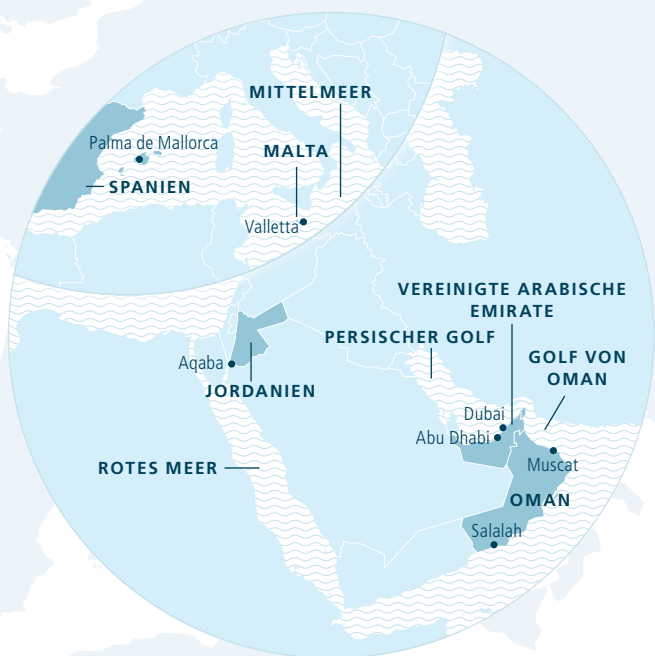 MITTELMEER
Palma de Mallorca
MALTA
SPANIEN
Valletta
VEREINIGTE ARABISCHE
EMIRATE
PERSISCHER GOLF
GOLF VON
OMAN
Aqaba
JORDANIEN
Dubai
Abu Dhabi
Muscat
ROTES MEER
OMAN
Salalah